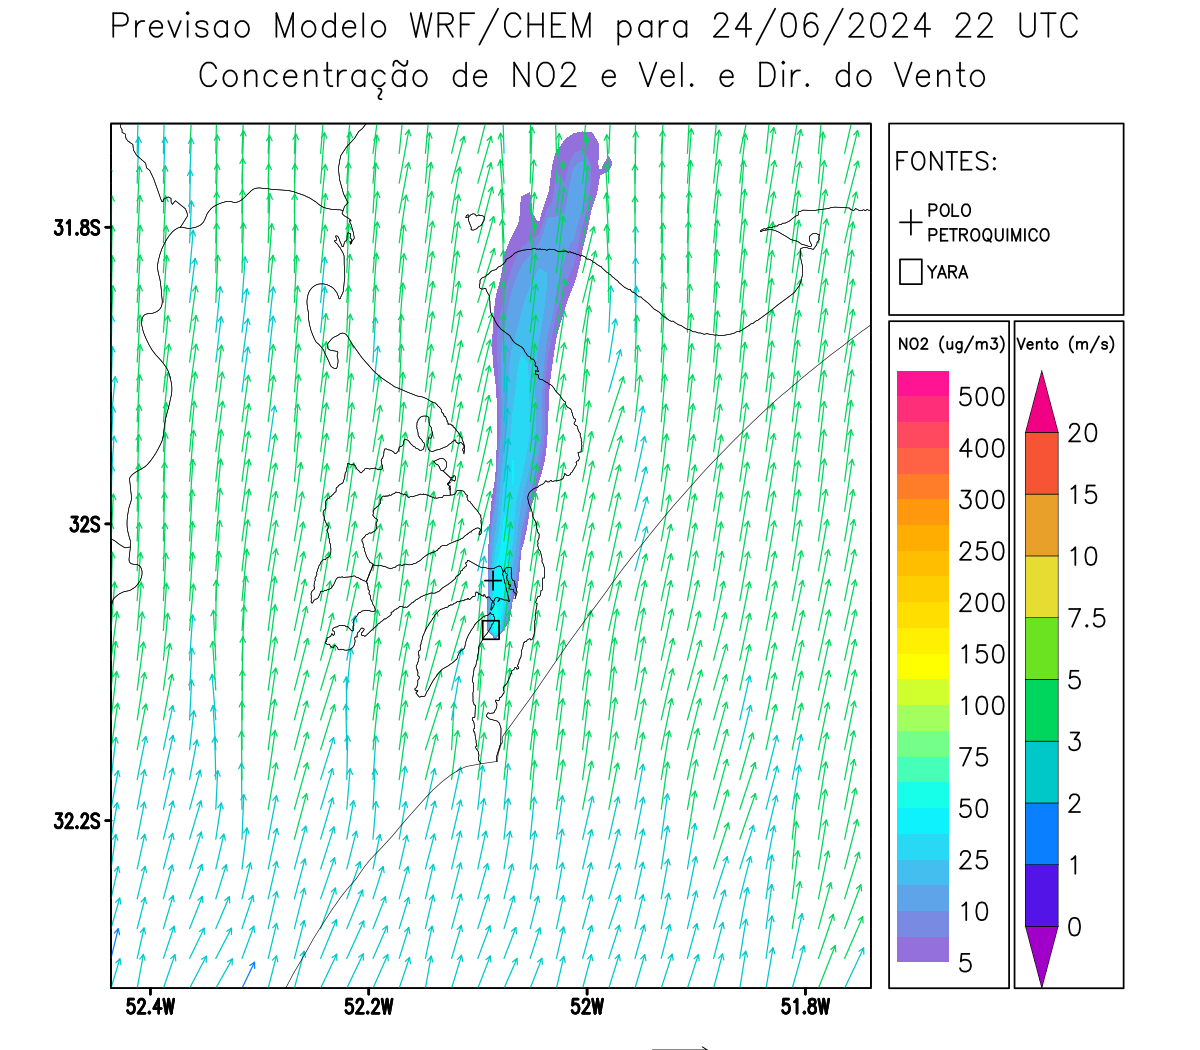 Previsao Modelo WRF/CHEM para 24/06/2024 22 UTC
Concentração de NO2 e Vel. e Dir. do Vento
FONTES:
POLO
PETROQUIMICO
YARA
31.8S
32S
32.2S
52.4W
52.2W
52W
51.8W
NO2 (ug/m3)
500
400
300
250
200
150
100
75
50
25
10
5
Vento (m/s)
20
15
10
7.5
5
3
2
1
0